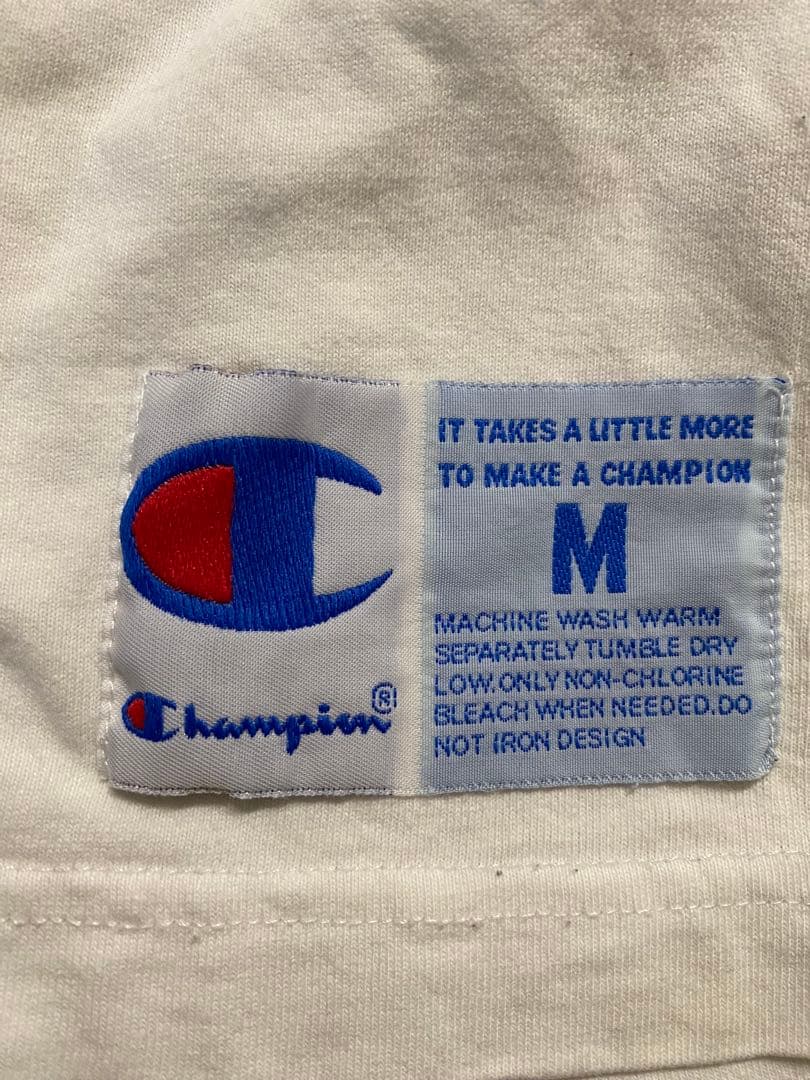 Champion®
IT TAKES A LITTLE MORE
TO MAKE A CHAMPION
M
MACHINE WASH WARM
SEPARATELY TUMBLE DRY
LOW.ONLY NON-CHLORINE
BLEACH WHEN NEEDED.DO
NOT IRON DESIGN